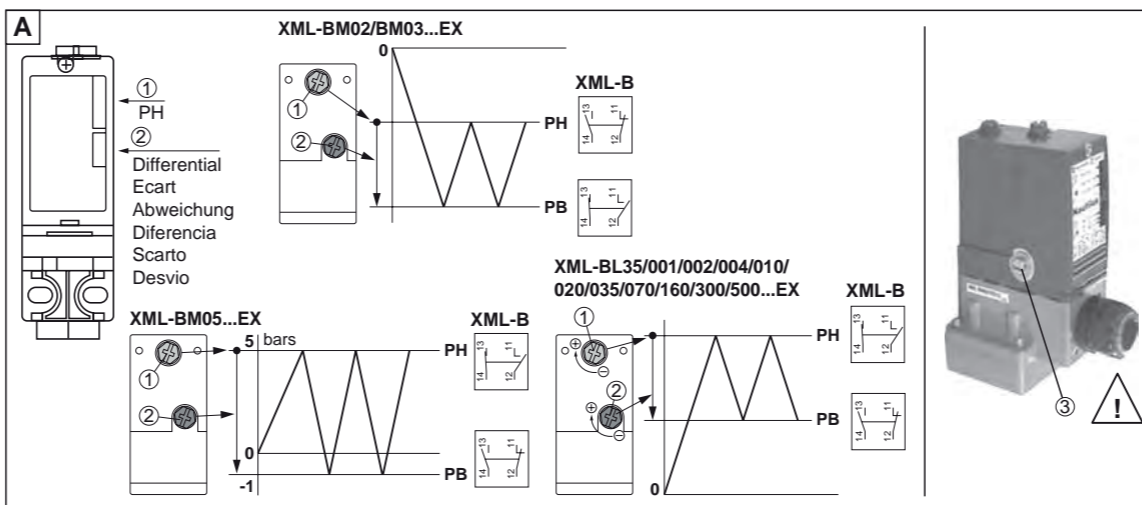 A
①
PH
②
Differential
Ecart
Abweichung
Diferencia
Scarto
Desvio
XML-BM02/BM03...EX
①
②
0
PH
PB
XML-B
13 11
14 12
13 11
14 12
XML-BM05...EX
①
②
5 bars
0
-1
PH
PB
XML-B
13 11
14 12
13 11
14 12
XML-BL35/001/002/004/010/
020/035/070/160/300/500...EX
①
⊕
⊖
②
⊕
⊖
0
PH
PB
XML-B
13 11
14 12
13 11
14 12
③
!